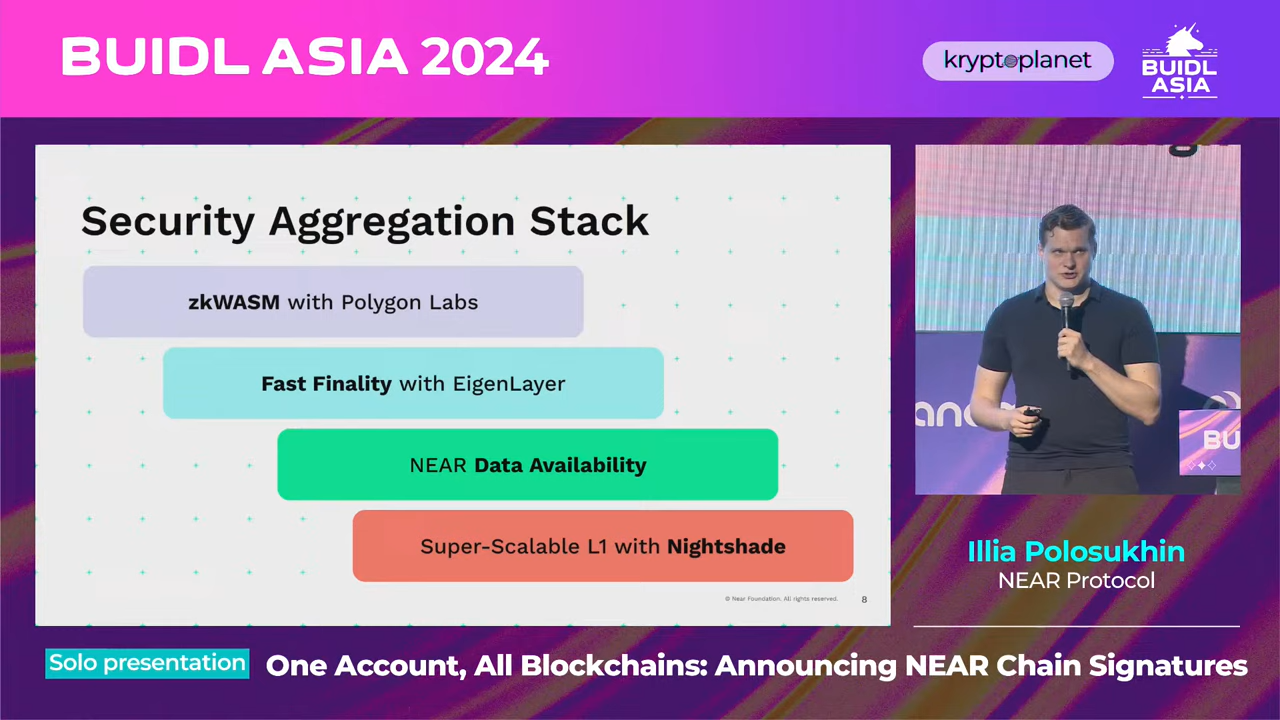 BUIDL ASIA 2024
kryptoplanet
BUIDL
ASIA
Security Aggregation Stack
zkWASM with Polygon Labs
Fast Finality with EigenLayer
NEAR Data Availability
Super-Scalable L1 with Nightshade
© Near Foundation, All rights reserved.
8
BU
Illia Polosukhin
NEAR Protocol
Solo presentation
One Account, All Blockchains: Announcing NEAR Chain Signatures